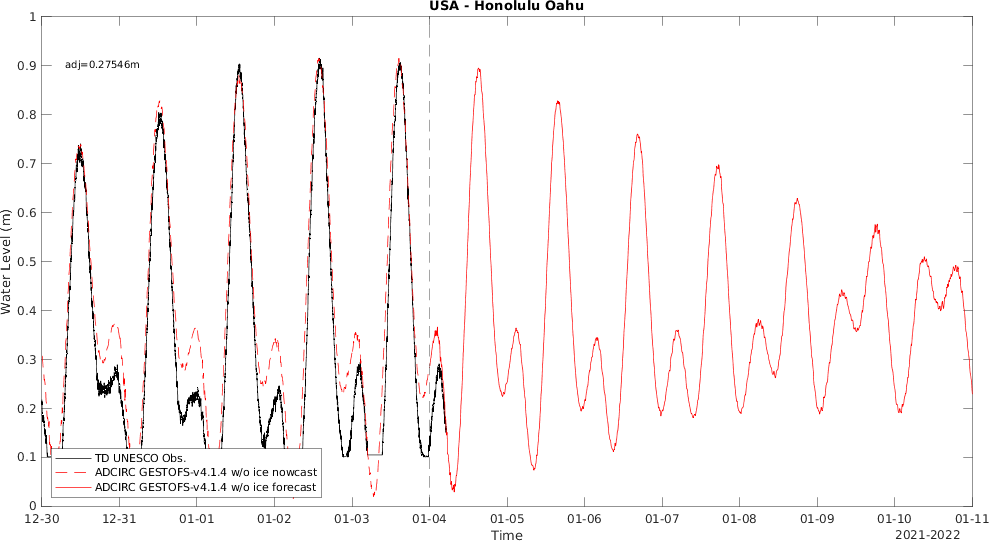 USA - Honolulu Oahu
1
0.9
0.8
0.7
0.6
0.5
0.4
0.3
0.2
0.1
0
Water Level (m)
adj=0.27546m
TD UNESCO Obs.
ADCIRC GESTOFS-v4.1.4 w/o ice nowcast
ADCIRC GESTOFS-v4.1.4 w/o ice forecast
12-30 12-31 01-01 01-02 01-03 01-04 01-05 01-06 01-07 01-08 01-09 01-10 01-11
Time
2021-2022